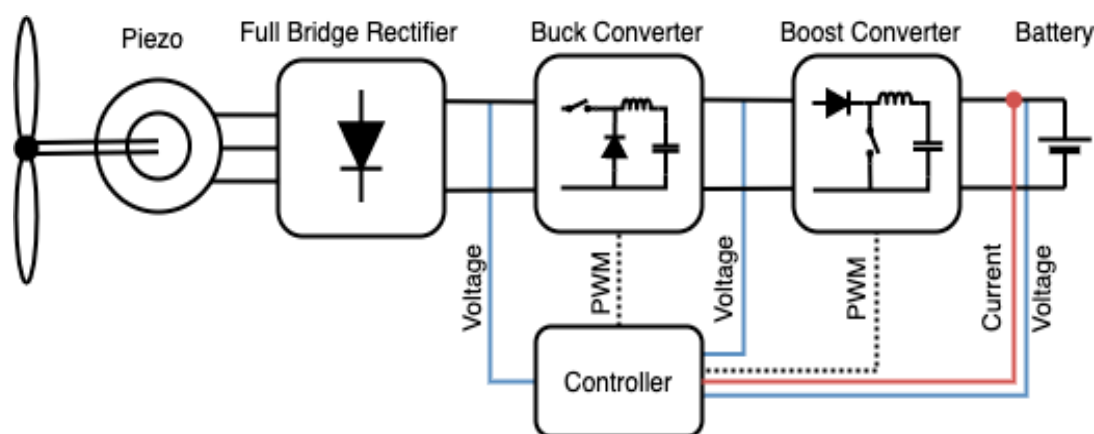 Piezo
Full Bridge Rectifier
Buck Converter
Boost Converter
Battery
Voltage
PWM
Voltage
PWM
Current
Voltage
Controller